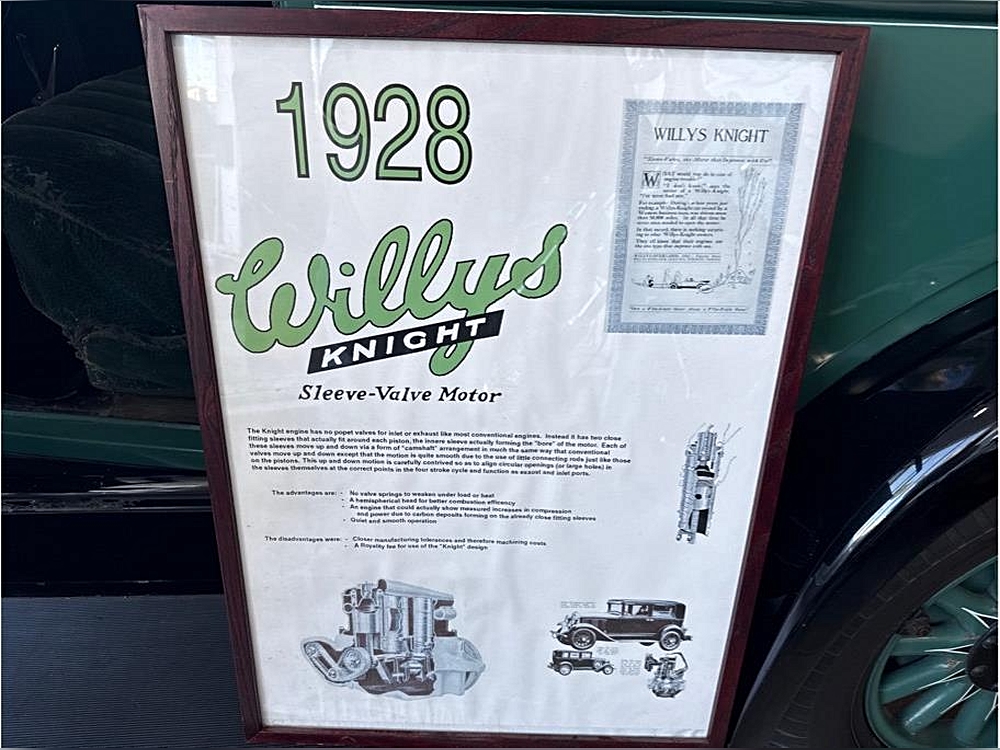 1928
Willys
KNIGHT
Sleeve-Valve Motor
WILLYS KNIGHT
The Knight engine has no popet valves for inlet or exhaust like most conventional engines. Instead it has two close
fitting sleeves that actually fit around each piston, the innere sleeve actually forming the "bore" of the motor. Each of
these sleeves move up and down via a form of "camshaft" arrangement in much the same way that conventional
valves move up and down except that the motion is quite smooth due to the use of little connecting rods just like those
on the pistons. This up and down motion is carefully contrived so as to align circular openings (or large holes) in
the sleeves themselves at the correct points in the four stroke cycle and function as exaust and inlet ports.
The advantages are: - No valve springs to weaken under load or heat
- A hemispherical head for better combustion efficency
- An engine that could actually show measured increases in compression
and power due to carbon deposits forming on the already close fitting sleeves
- Quiet and smooth operation
The disadvantages were: - Closer manufacturing tolerances and therefore machining costs
- A Royalty fee for use of the "Knight" design